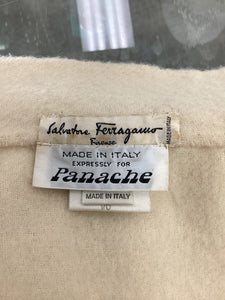 Salvatore Ferragamo
Firenze
MADE IN ITALY
EXPRESSLY FOR
Panache
MADE IN ITALY